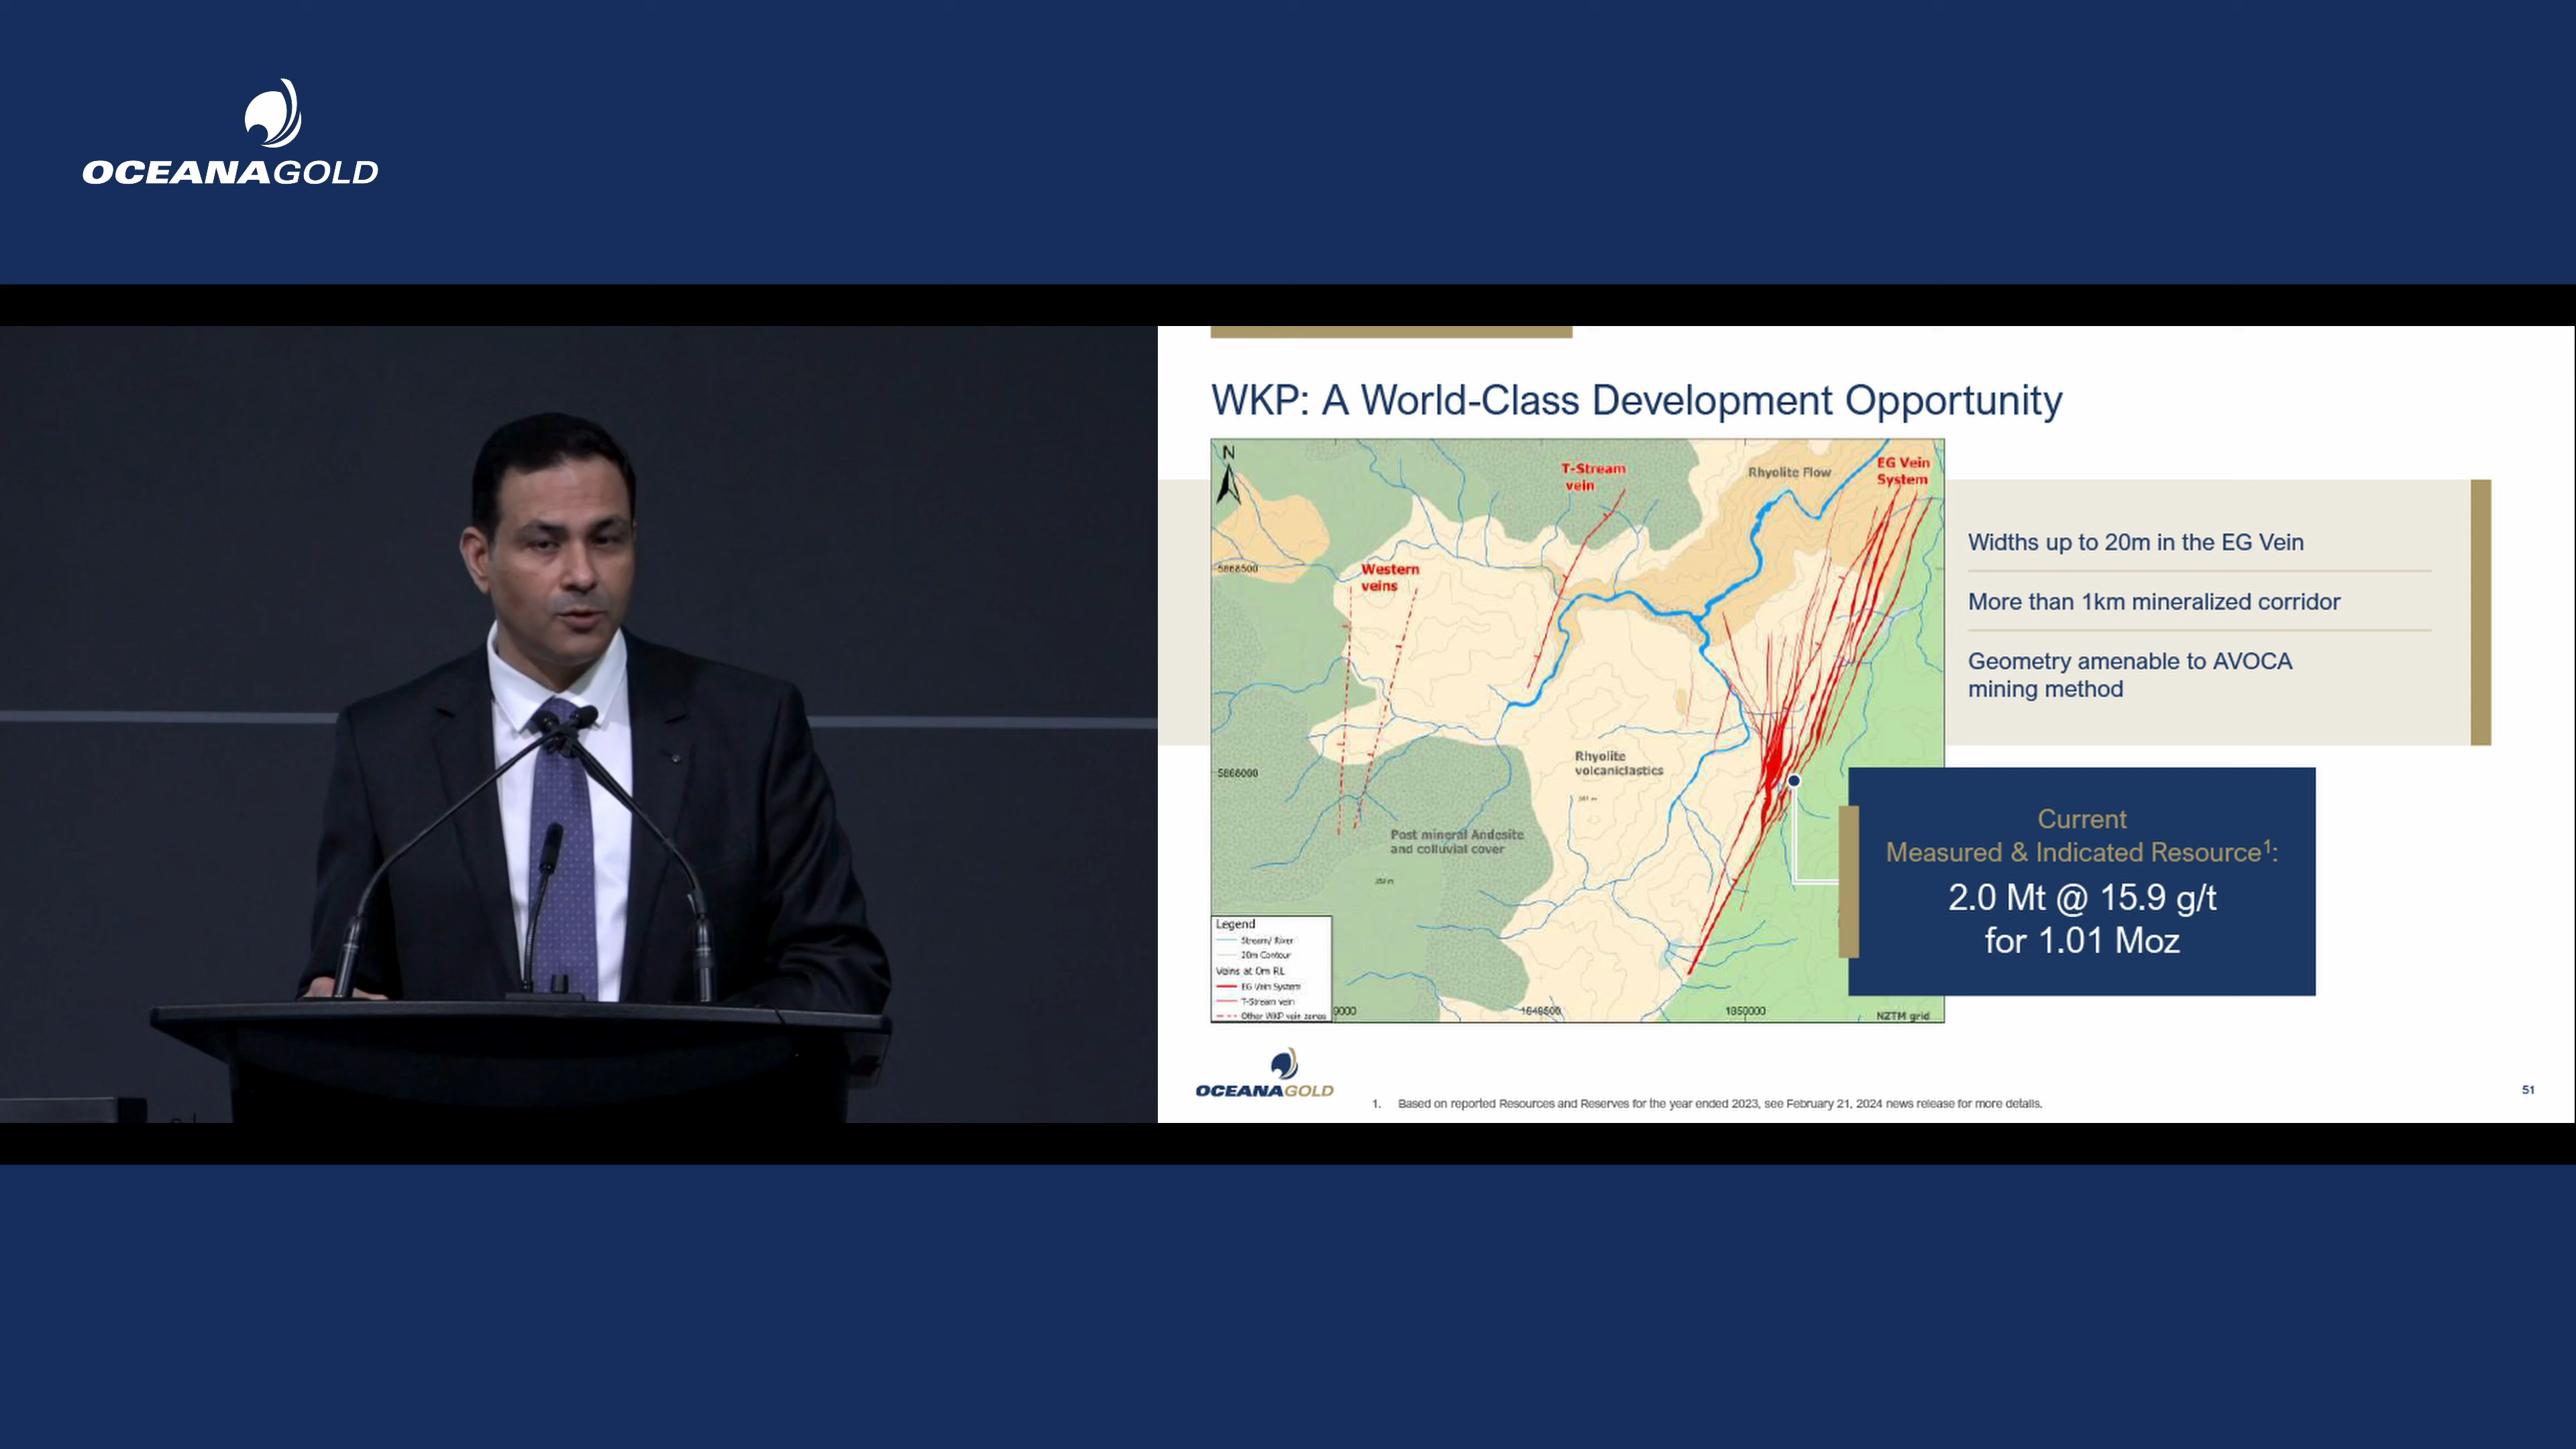 OCEANAGOLD
WKP: A World-Class Development Opportunity
N
T-Stream
vein
Rhyolite Flow
EG Vein
System
Western
veins
5868500
Rhyolite
volcaniclastics
5868000
Post mineral Andesite
and colluvial cover
Legend
Stream/ River
20m Contour
Veins at 0m RL
EG Vein System
T-Stream vein
Other WKP vein zones
9000
1849500
1850000
NZTM grid
Widths up to 20m in the EG Vein
More than 1km mineralized corridor
Geometry amenable to AVOCA
mining method
Current
Measured & Indicated Resource1:
2.0 Mt @ 15.9 g/t
for 1.01 Moz
OCEANAGOLD
1. Based on reported Resources and Reserves for the year ended 2023, see February 21, 2024 news release for more details.
51